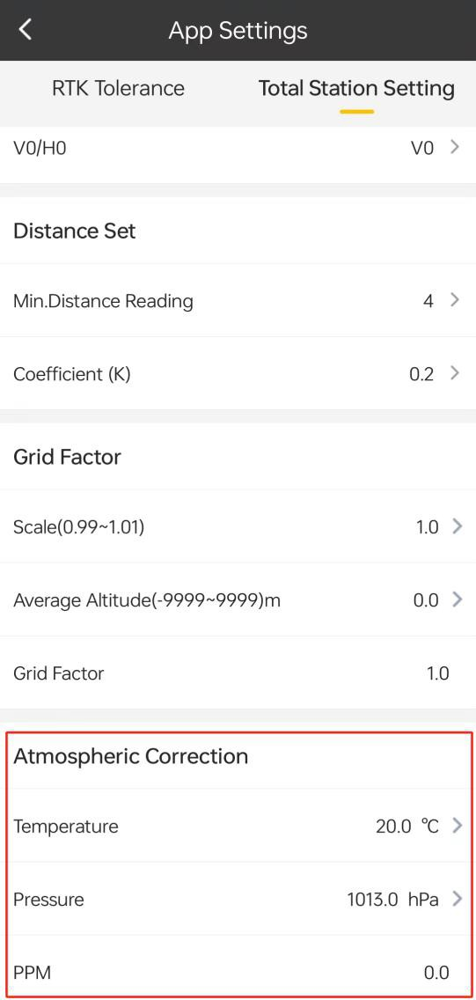 App Settings
RTK Tolerance Total Station Setting
V0/H0 V0
Distance Set
Min.Distance Reading 4
Coefficient (K) 0.2
Grid Factor
Scale(0.99~1.01) 1.0
Average Altitude(-9999~9999)m 0.0
Grid Factor 1.0
Atmospheric Correction
Temperature 20.0 ℃
Pressure 1013.0 hPa
PPM 0.0